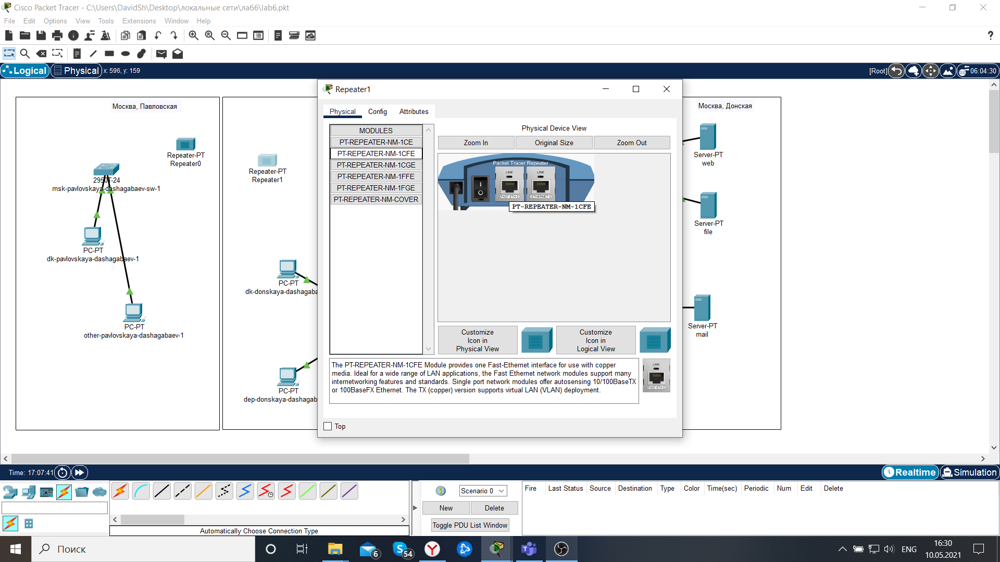 Cisco Packet Tracer - C:\Users\DavidSh\Desktop\локальные сети\ла66\lab6.pkt
File Edit Options View Tools Extensions Window Help
Logical Physical x: 596, y: 159
[Root] 06:04:30
Москва, Павловская
Repeater-PT
Repeater0
2950T-24
msk-pavlovskaya-dashagabaev-sw-1
PC-PT
dk-pavlovskaya-dashagabaev-1
PC-PT
other-pavlovskaya-dashagabaev-1
Repeater-PT
Repeater1
PC-PT
dk-donskaya-dashagaba
PC-PT
dep-donskaya-dashagab
Repeater1
Physical Config Attributes
MODULES
PT-REPEATER-NM-1CE
PT-REPEATER-NM-1CFE
PT-REPEATER-NM-1CGE
PT-REPEATER-NM-1FFE
PT-REPEATER-NM-1FGE
PT-REPEATER-NM-COVER
Physical Device View
Zoom In Original Size Zoom Out
Packet Tracer Repeater
LINK LINK
FAST ETH 0 ETHERNET 0
PT-REPEATER-NM-1CFE
Customize
Icon in
Physical View
Customize
Icon in
Logical View
The PT-REPEATER-NM-1CFE Module provides one Fast-Ethernet interface for use with copper
media. Ideal for a wide range of LAN applications, the Fast Ethernet network modules support many
internetworking features and standards. Single port network modules offer autosensing 10/100BaseTX
or 100BaseFX Ethernet. The TX (copper) version supports virtual LAN (VLAN) deployment.
LINK
FAST ETH 0
Top
Москва, Донская
Server-PT
web
Server-PT
file
Server-PT
mail
Time: 17:07:41
Realtime Simulation
Automatically Choose Connection Type
Scenario 0
New Delete
Toggle PDU List Window
Fire Last Status Source Destination Type Color Time(sec) Periodic Num Edit Delete
Поиск
6
54
ENG
16:30
10.05.2021